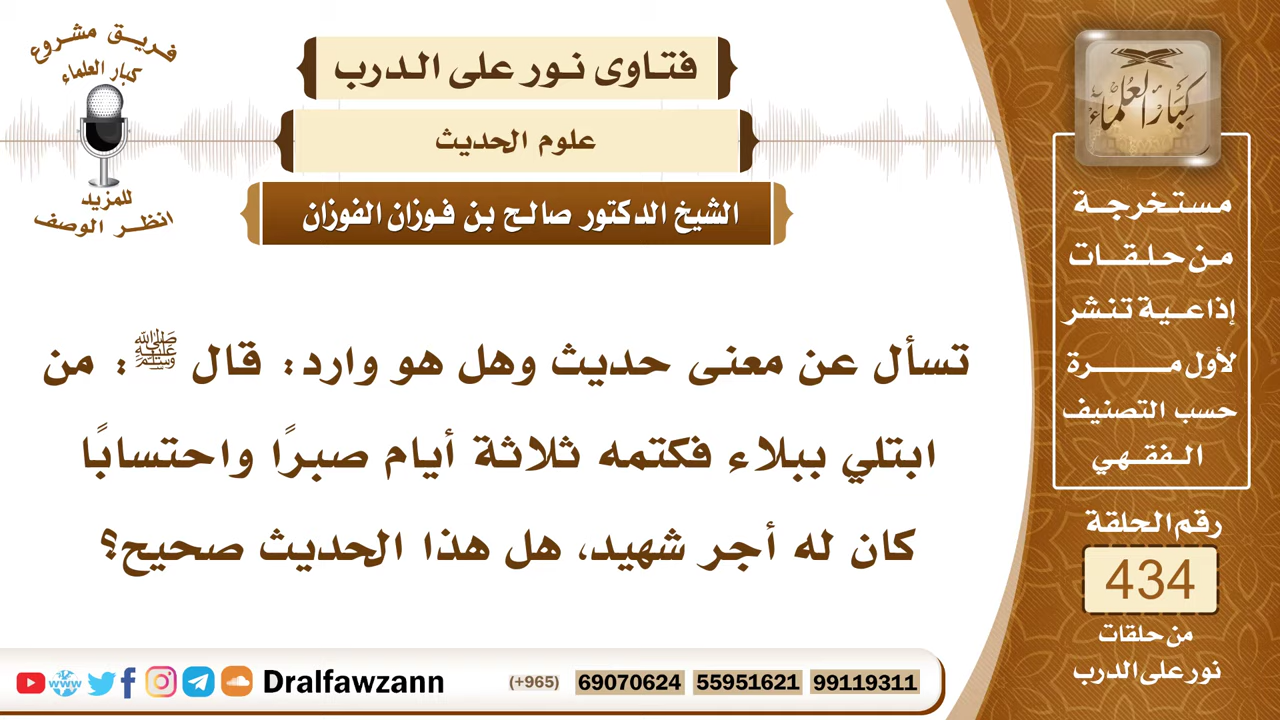 فريق مشروع
كبار العلماء
للمزيد
انظر الوصف
فتاوى نور على الدرب
علوم الحديث
الشيخ الدكتور صالح بن فوزان الفوزان
تسأل عن معنى حديث وهل هو وارد: قال ﷺ: من
ابتلي ببلاء فكتمه ثلاثة أيام صبرًا واحتسابًا
كان له أجر شهيد، هل هذا الحديث صحيح؟
كبار العلماء
مستخرجة
من حلقات
إذاعية تنشر
لأول مرة
حسب التصنيف
الفقهي
رقم الحلقة
434
من حلقات
نور على الدرب
Dralfawzann (+965) 69070624 55951621 99119311